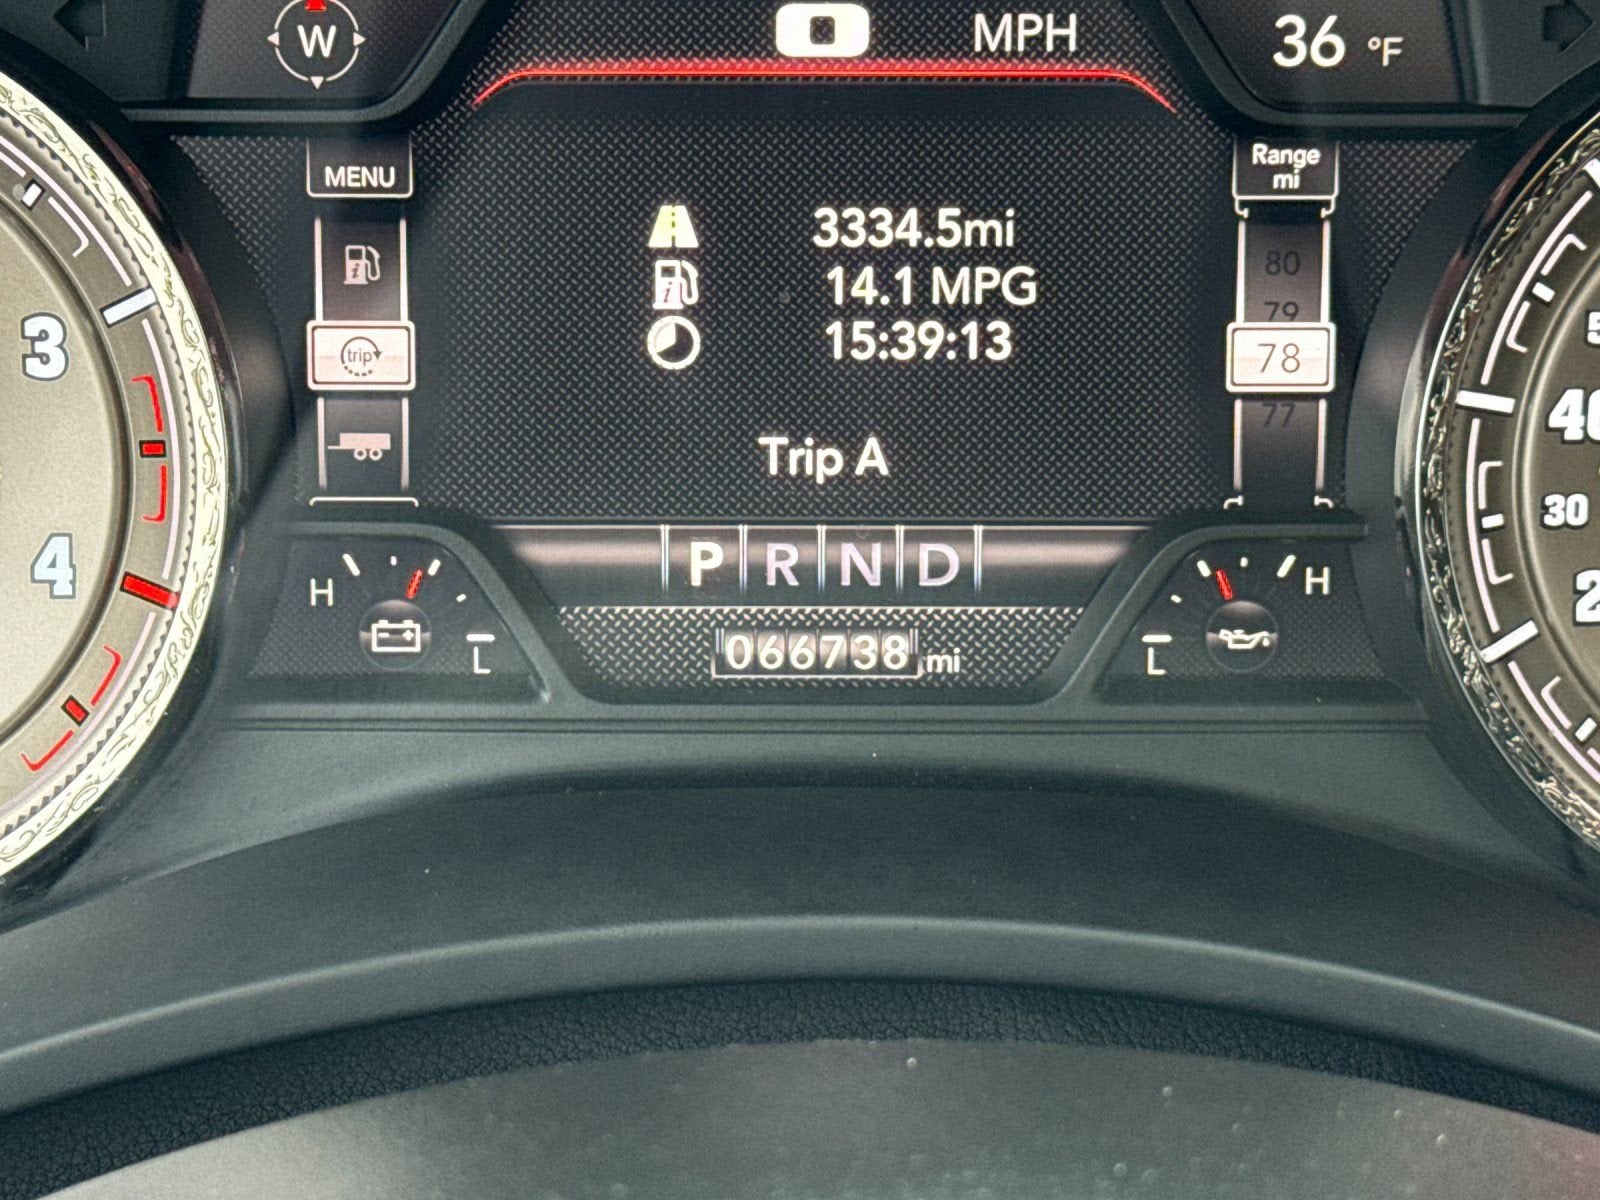 W
0 MPH
36 °F
MENU
Range
mi
3334.5mi
14.1 MPG
15:39:13
80
79
78
77
trip
Trip A
P R N D
H
L
066738 mi
H
L
3
4
40
30